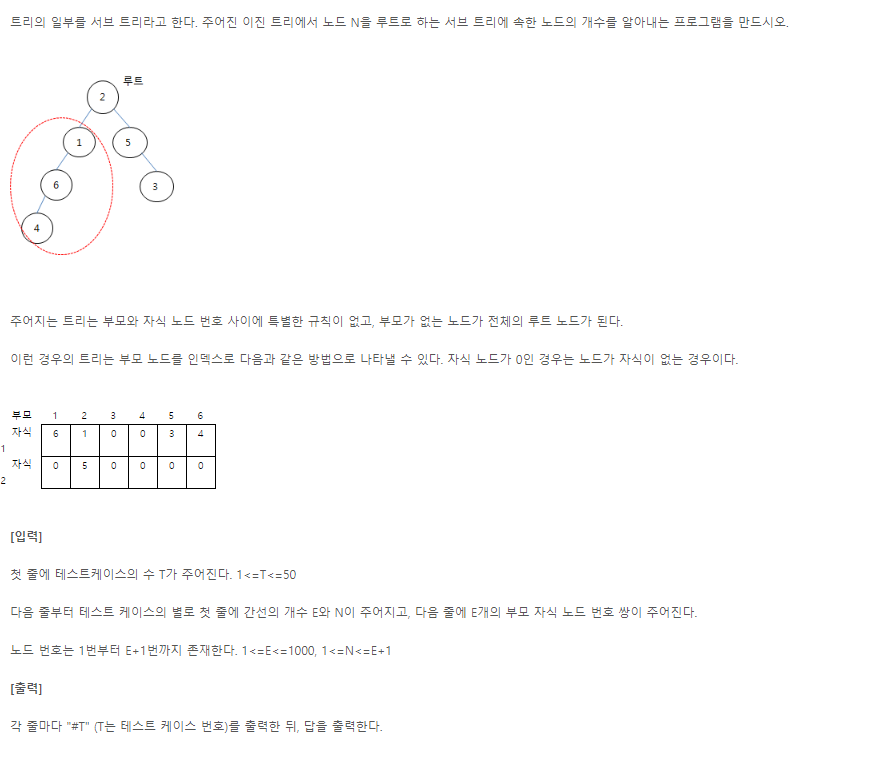 트리의 일부를 서브 트리라고 한다. 주어진 이진 트리에서 노드 N을 루트로 하는 서브 트리에 속한 노드의 개수를 알아내는 프로그램을 만드시오.
루트
2
1 5
6 3
4
주어지는 트리는 부모와 자식 노드 번호 사이에 특별한 규칙이 없고, 부모가 없는 노드가 전체의 루트 노드가 된다.
이런 경우의 트리는 부모 노드를 인덱스로 다음과 같은 방법으로 나타낼 수 있다. 자식 노드가 0인 경우는 노드가 자식이 없는 경우이다.
부모 1 2 3 4 5 6
자식 6 1 0 0 3 4
1
자식 0 5 0 0 0 0
2
[입력]
첫 줄에 테스트케이스의 수 T가 주어진다. 1<=T<=50
다음 줄부터 테스트 케이스의 별로 첫 줄에 간선의 개수 E와 N이 주어지고, 다음 줄에 E개의 부모 자식 노드 번호 쌍이 주어진다.
노드 번호는 1번부터 E+1번까지 존재한다. 1<=E<=1000, 1<=N<=E+1
[출력]
각 줄마다 "#T" (T는 테스트 케이스 번호)를 출력한 뒤, 답을 출력한다.